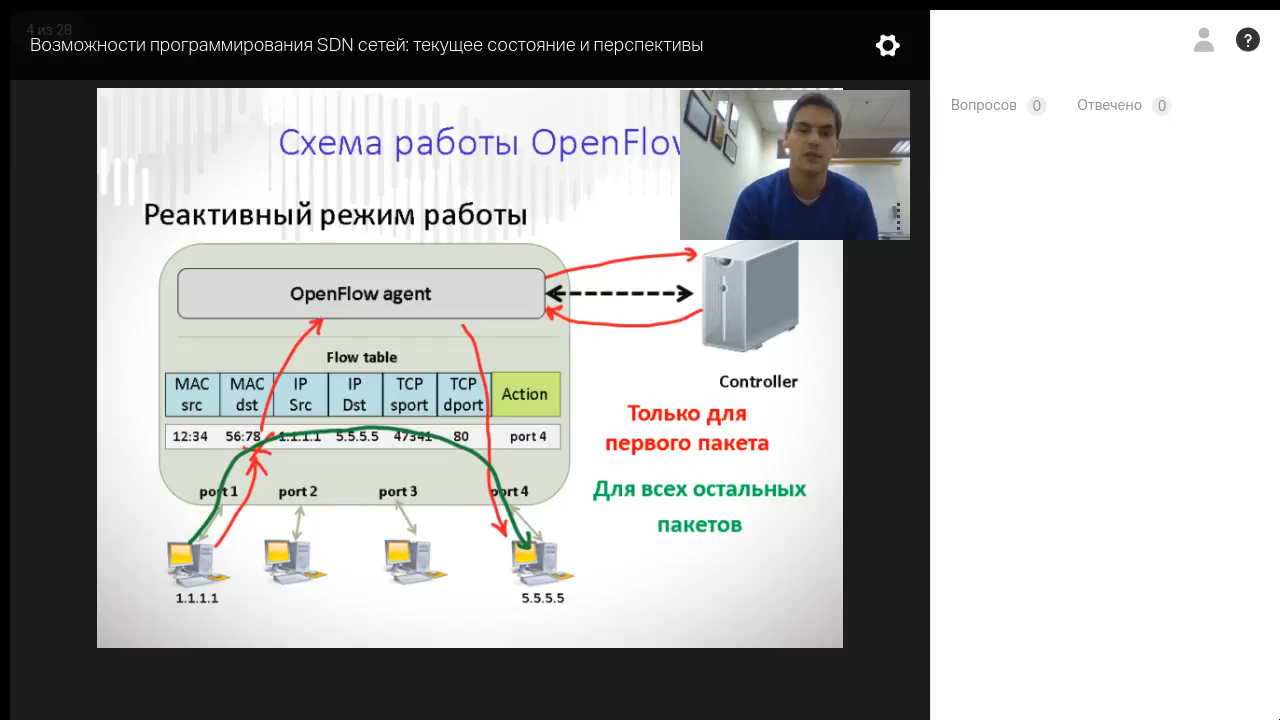 4 из 28
Возможности программирования SDN сетей: текущее состояние и перспективы
?
Вопросов 0 Отвечено 0
Схема работы OpenFlow
Реактивный режим работы
OpenFlow agent
Flow table
MAC src MAC dst IP Src IP Dst TCP sport TCP dport Action
12:34 56:78 1.1.1.1 5.5.5.5 47341 80 port 4
port 1 port 2 port 3 port 4
1.1.1.1 5.5.5.5
Controller
Только для
первого пакета
Для всех остальных
пакетов